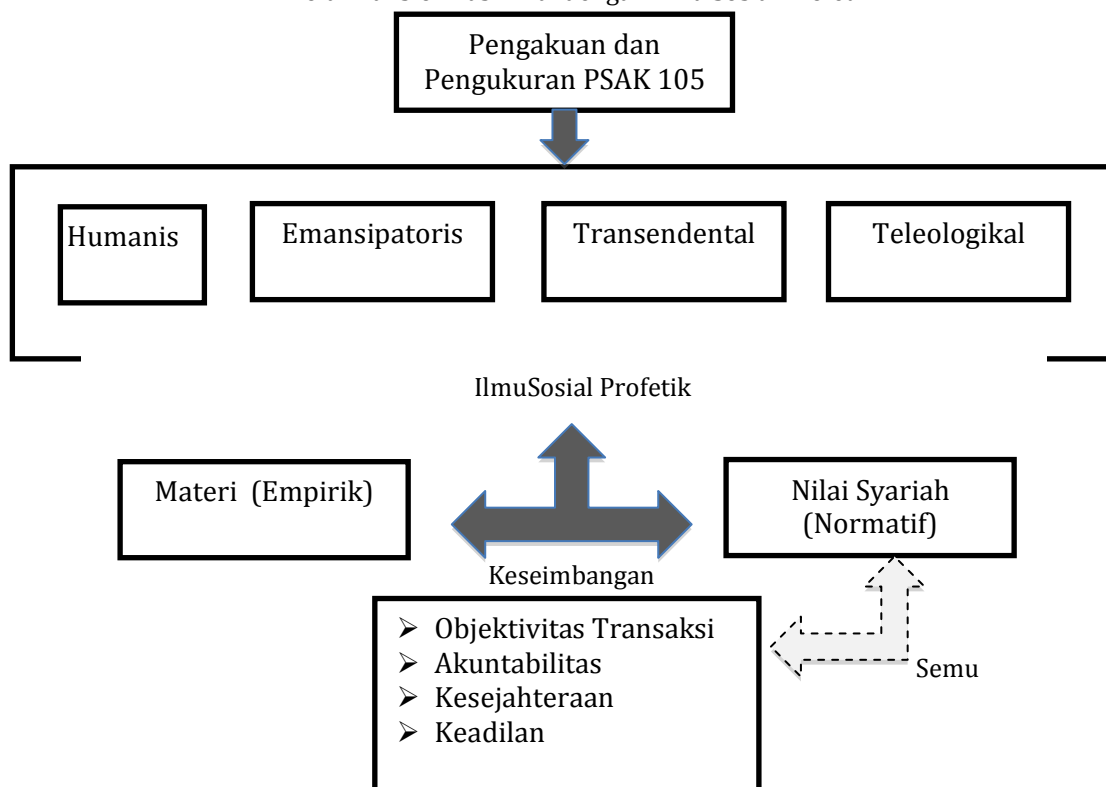 Pengakuan dan
Pengukuran PSAK 105
Humanis
Emansipatoris
Transendental
Teleologikal
IlmuSosial Profetik
Materi (Empirik)
Nilai Syariah
(Normatif)
Keseimbangan
➢ Objektivitas Transaksi
➢ Akuntabilitas
➢ Kesejahteraan
➢ Keadilan
Semu